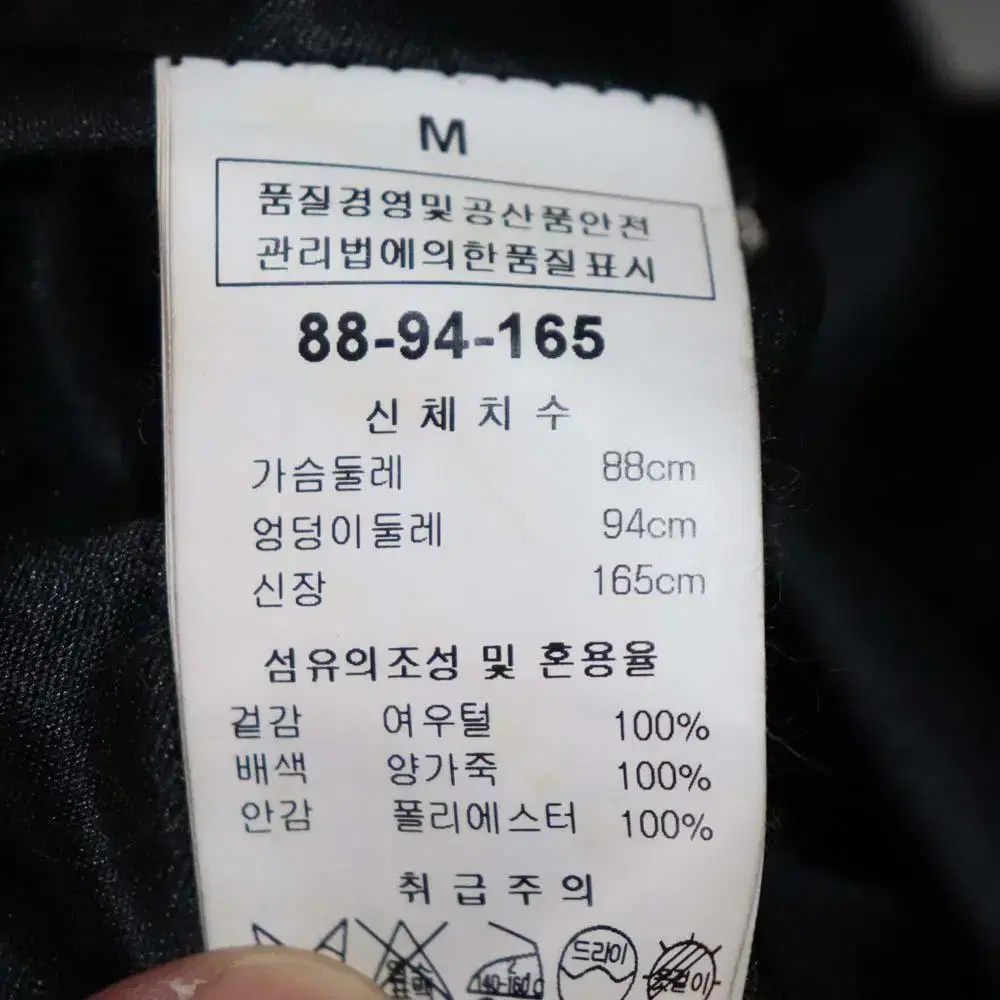 M
품질경영및공산품안전
관리법에의한품질표시
88-94-165
신체치수
가슴둘레 88cm
엉덩이둘레 94cm
신장 165cm
섬유의조성 및 혼용율
겉감 여우털 100%
배색 양가죽 100%
안감 폴리에스터 100%
취급주의
드라이